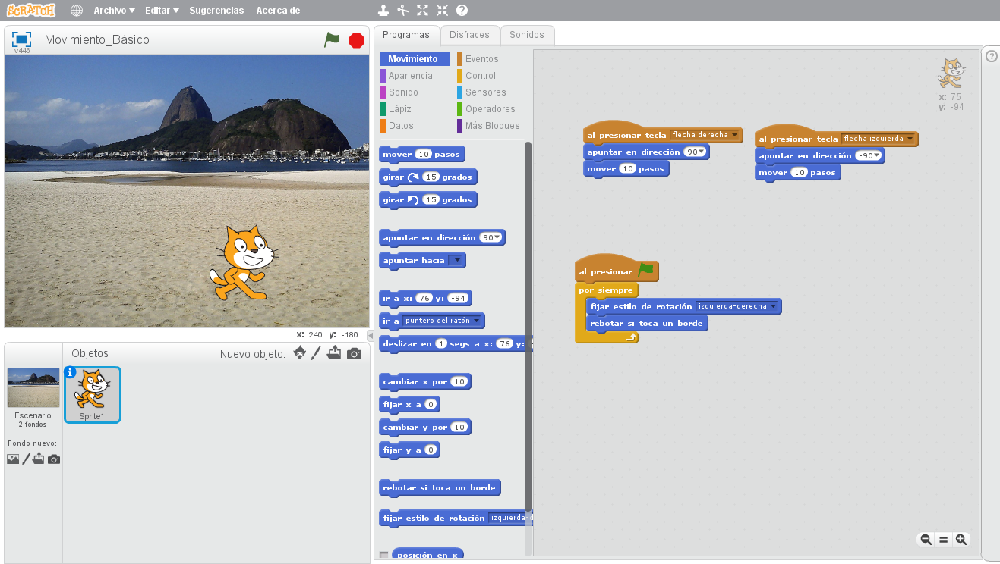 SCRATCH
Archivo
Editar
Sugerencias
Acerca de
v446
Movimiento_Básico
x: 240 y: -180
Objetos
Nuevo objeto:
Escenario
2 fondos
Fondo nuevo:
Sprite1
Programas
Disfraces
Sonidos
Movimiento
Apariencia
Sonido
Lápiz
Datos
Eventos
Control
Sensores
Operadores
Más Bloques
mover 10 pasos
girar 15 grados
girar 15 grados
apuntar en dirección 90
apuntar hacia
ir a x: 76 y: -94
ir a puntero del ratón
deslizar en 1 segs a x: 76 y:
cambiar x por 10
fijar x a 0
cambiar y por 10
fijar y a 0
rebotar si toca un borde
fijar estilo de rotación izquierda-d
posición en x
al presionar tecla flecha derecha
apuntar en dirección 90
mover 10 pasos
al presionar tecla flecha izquierda
apuntar en dirección -90
mover 10 pasos
al presionar
por siempre
fijar estilo de rotación izquierda-derecha
rebotar si toca un borde
x: 75
y: -94